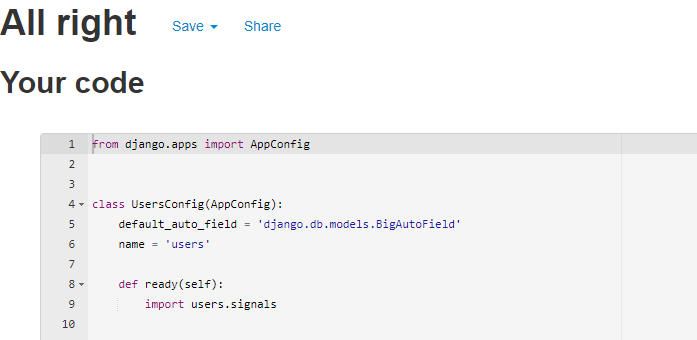 All right Save Share
Your code
1 from django.apps import AppConfig
2
3
4 class UsersConfig(AppConfig):
5     default_auto_field = 'django.db.models.BigAutoField'
6     name = 'users'
7
8     def ready(self):
9         import users.signals
10